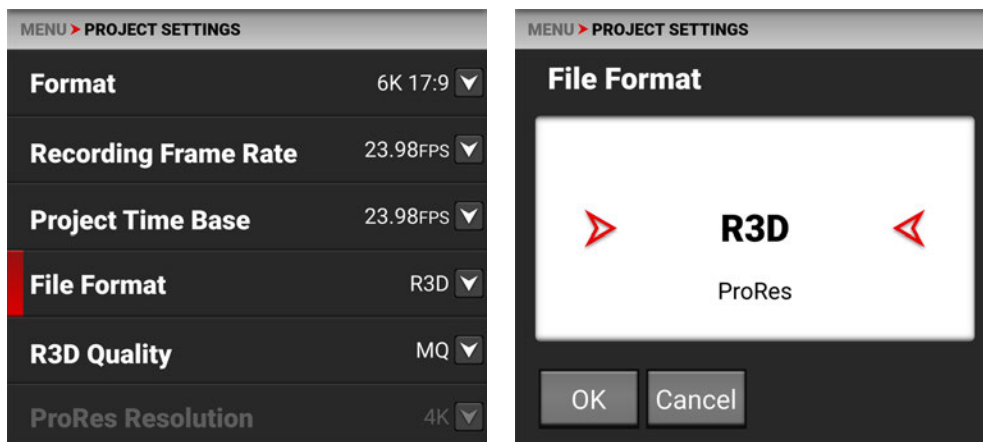 MENU > PROJECT SETTINGS
Format 6K 17:9
Recording Frame Rate 23.98FPS
Project Time Base 23.98FPS
File Format R3D
R3D Quality MQ
ProRes Resolution 4K
MENU > PROJECT SETTINGS
File Format
R3D
ProRes
OK Cancel